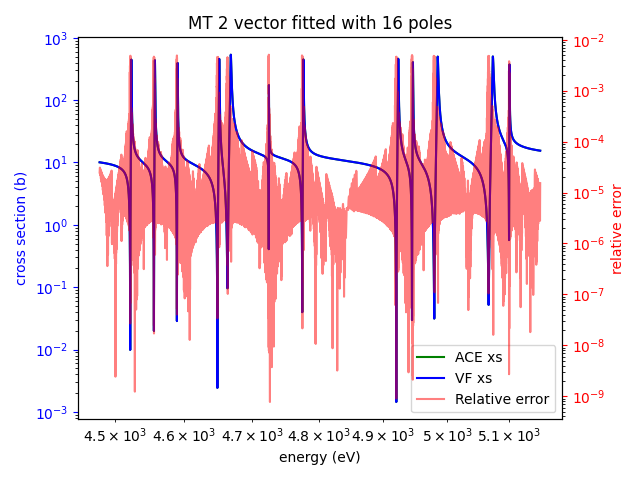 MT 2 vector fitted with 16 poles
10³
10²
10¹
10⁰
10⁻¹
10⁻²
10⁻³
cross section (b)
10⁻²
10⁻³
10⁻⁴
10⁻⁵
10⁻⁶
10⁻⁷
10⁻⁸
10⁻⁹
relative error
ACE xs
VF xs
Relative error
4.5 × 10³ 4.6 × 10³ 4.7 × 10³ 4.8 × 10³ 4.9 × 10³ 5 × 10³ 5.1 × 10³
energy (eV)